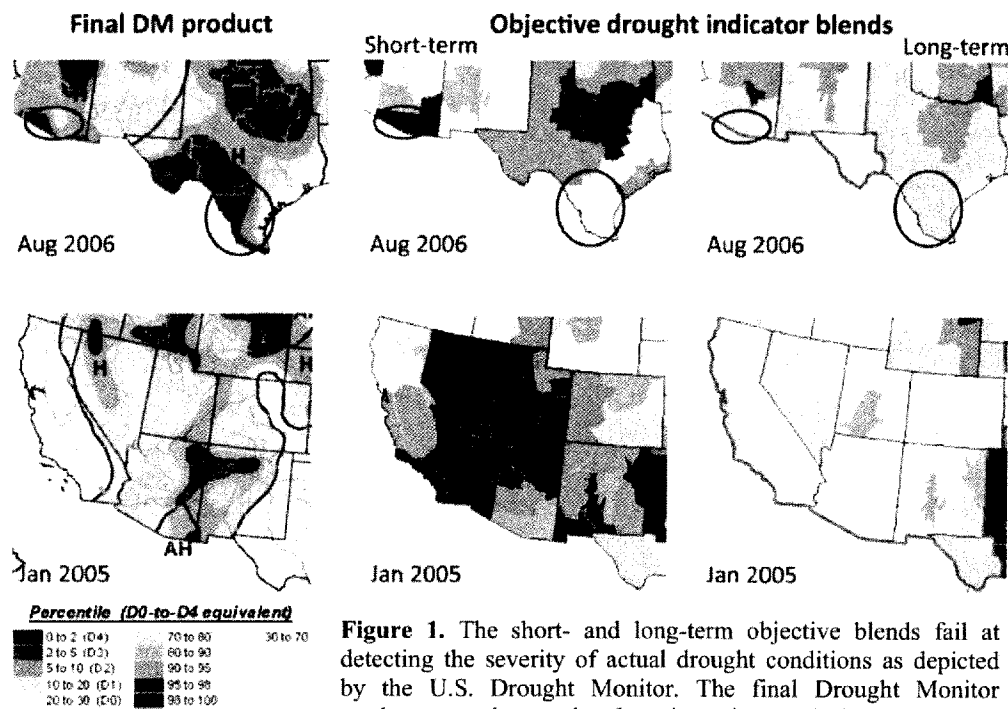 Final DM product
Objective drought indicator blends
Short-term
Long-term
H
Aug 2006
Aug 2006
Aug 2006
H
H
AH
Jan 2005
Jan 2005
Jan 2005
Percentile (D0-to-D4 equivalent)
0 to 2 (D4) 70 to 80 30 to 70
2 to 5 (D3) 80 to 90
5 to 10 (D2) 90 to 95
10 to 20 (D1) 95 to 98
20 to 30 (D0) 98 to 100
Figure 1. The short- and long-term objective blends fail at
detecting the severity of actual drought conditions as depicted
by the U.S. Drought Monitor. The final Drought Monitor